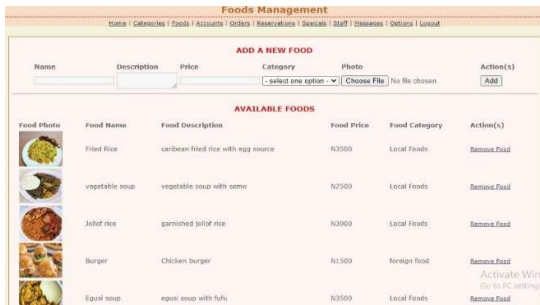 Foods Management
Home | Categories | Foods | Accounts | Orders | Reservations | Specials | Staff | Messages | Options | Logout
ADD A NEW FOOD
Name Description Price Category Photo Action(s)
- select one option - Choose File No file chosen Add
AVAILABLE FOODS
Food Photo Food Name Food Description Food Price Food Category Action(s)
Fried Rice caribean fried rice with egg source N3500 Local Foods Remove Food
vegetable soup vegetable soup with semo N2500 Local Foods Remove Food
Jollof rice garnished jollof rice N3000 Local Foods Remove Food
Burger Chicken burger N1500 foreign food Remove Food
Activate Win
Go to PC setting
Egusi soup egusi soup with fufu N3500 Local Foods Remove Food